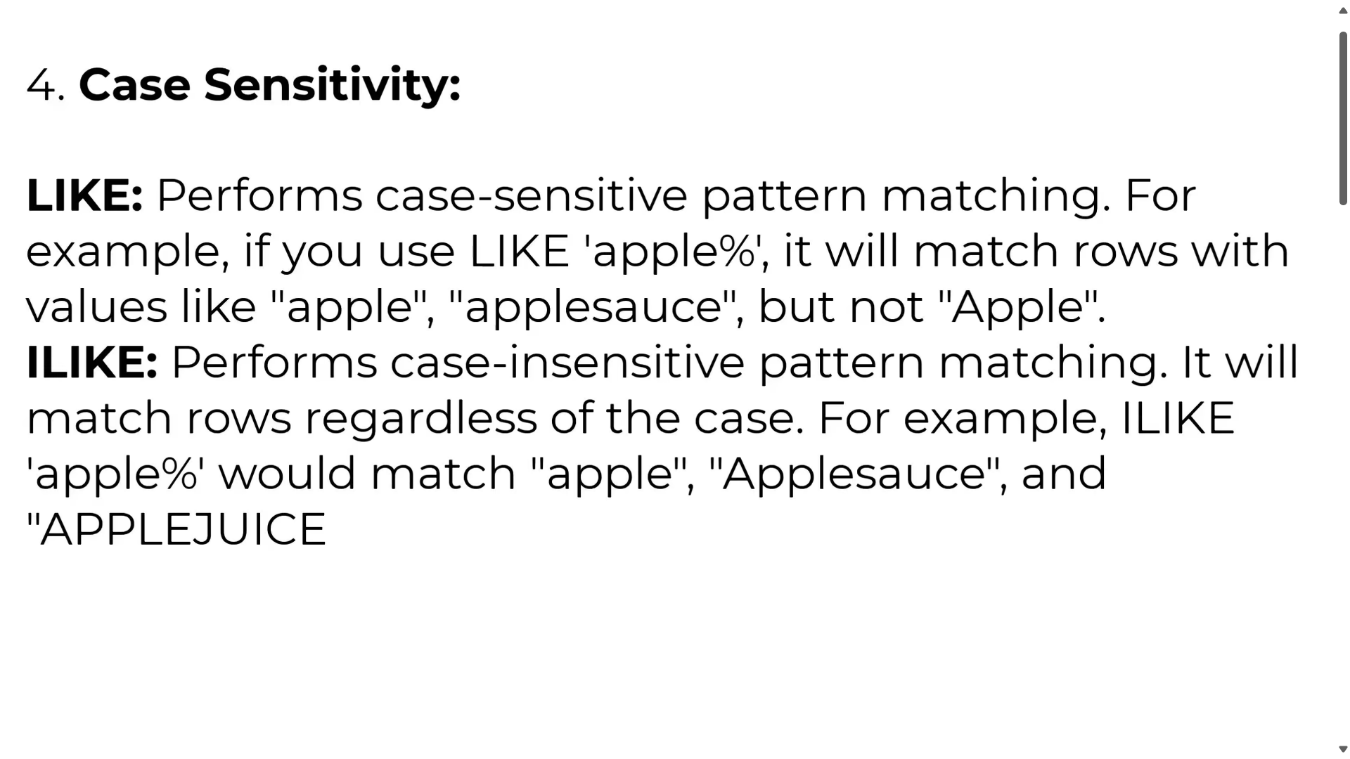 4. Case Sensitivity:
LIKE: Performs case-sensitive pattern matching. For
example, if you use LIKE 'apple%', it will match rows with
values like "apple", "applesauce", but not "Apple".
ILIKE: Performs case-insensitive pattern matching. It will
match rows regardless of the case. For example, ILIKE
'apple%' would match "apple", "Applesauce", and
"APPLEJUICE